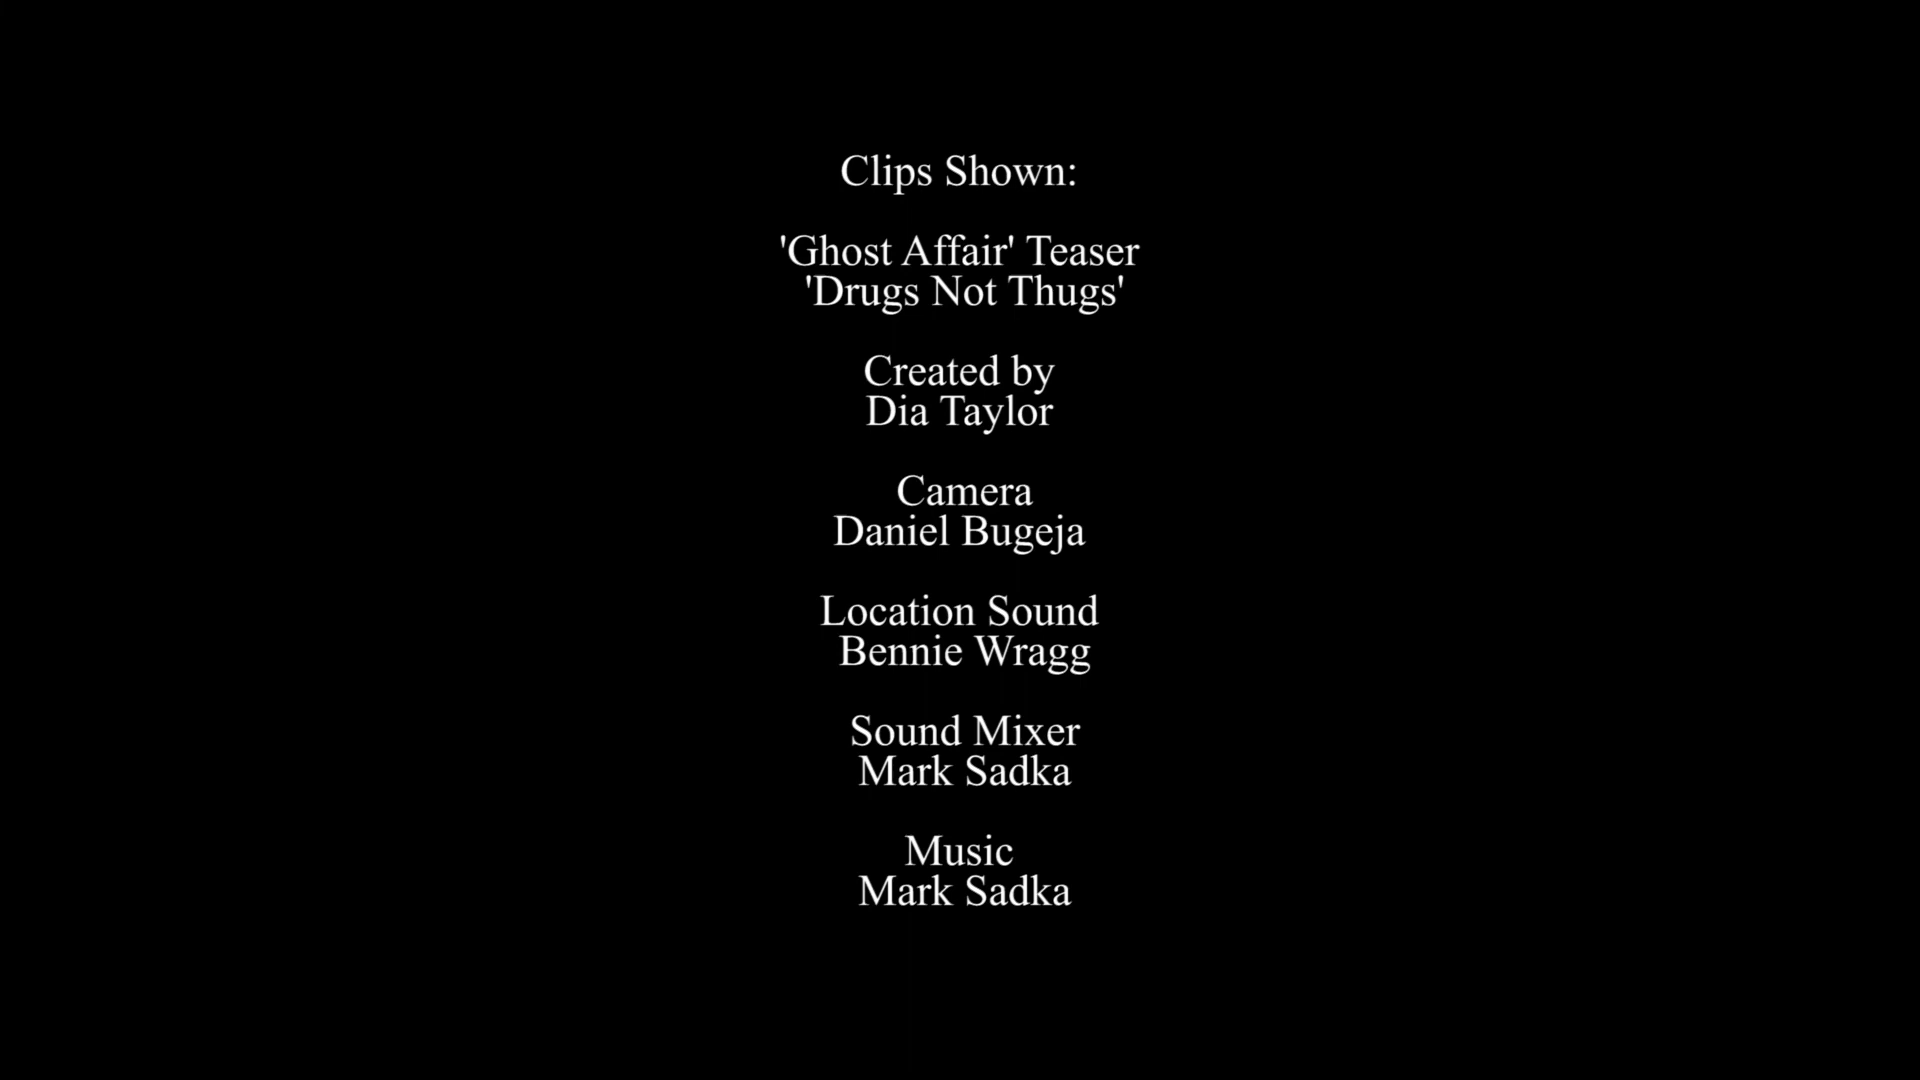 Clips Shown:
'Ghost Affair' Teaser
'Drugs Not Thugs'
Created by
Dia Taylor
Camera
Daniel Bugeja
Location Sound
Bennie Wragg
Sound Mixer
Mark Sadka
Music
Mark Sadka